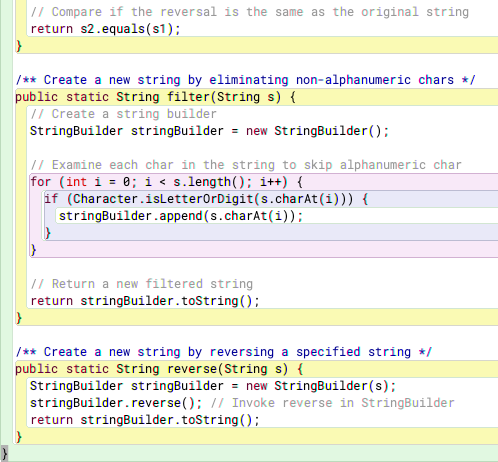 // Compare if the reversal is the same as the original string
return s2.equals(s1);
}
/** Create a new string by eliminating non-alphanumeric chars */
public static String filter(String s) {
// Create a string builder
StringBuilder stringBuilder = new StringBuilder();
// Examine each char in the string to skip alphanumeric char
for (int i = 0; i < s.length(); i++) {
if (Character.isLetterOrDigit(s.charAt(i))) {
stringBuilder.append(s.charAt(i));
}
}
// Return a new filtered string
return stringBuilder.toString();
}
/** Create a new string by reversing a specified string */
public static String reverse(String s) {
StringBuilder stringBuilder = new StringBuilder(s);
stringBuilder.reverse(); // Invoke reverse in StringBuilder
return stringBuilder.toString();
}
}